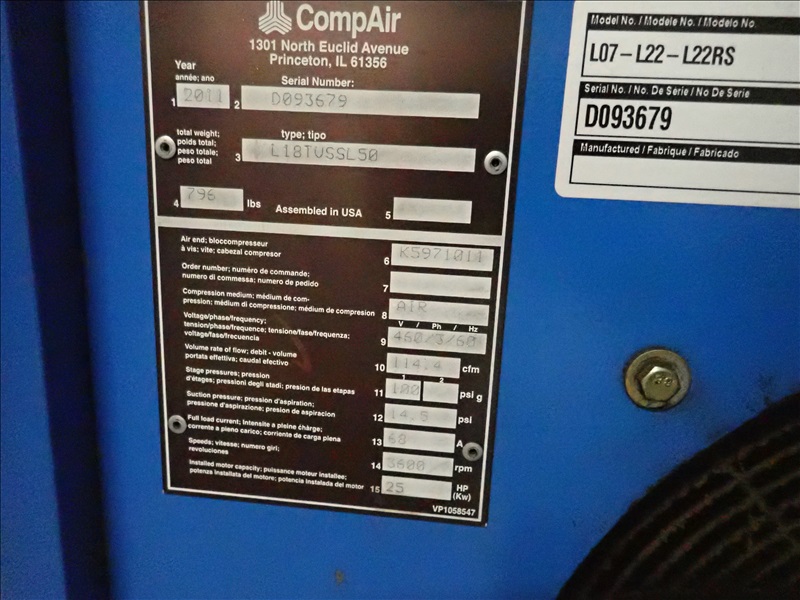 CompAir
1301 North Euclid Avenue
Princeton, IL 61356
Year
année; ano
1 2011
Serial Number:
2 D093679
total weight;
poids total;
peso totale;
peso total
type; tipo
3 L18TVSSL50
4 796 lbs
Assembled in USA 5
Air end; bloccompresseur
à vis; vite; cabezal compresor
6 K5971011
Order number; numéro de commande;
numero di commessa; numero de pedido
7
Compression medium; médium de com-
pression; médium di compressione; médium de compresion
8 AIR
Voltage/phase/frequency;
tension/phase/frequence; tensione/fase/frequenza;
voltage/fase/frecuencia
V / Ph / Hz
9 460/3/60
Volume rate of flow; debit - volume
portata effettiva; caudal efectivo
10 114.4 cfm
Stage pressures; pression
d'étages; pressioni degli stadi; presion de las etapas
1 2
11 100 psi g
Suction pressure; pression d'aspiration;
pressione d'aspirazione; presion de aspiracion
12 14.5 psi
Full load current; Intensite a pleine chârge;
corrente a pieno carico; corriente de carga plena
13 68 A
Speeds; vitesse; numero giri;
revoluciones
14 3600 rpm
Installed motor capacity; puissance moteur installee;
potenza installata del motore; potencia instalada del motor
15 25 HP
(Kw)
VP1058547
Model No. / Modèle No. / Modelo No.
L07-L22-L22RS
Serial No. / No. De Série / No De Serie
D093679
Manufactured / Fabriqué / Fabricado